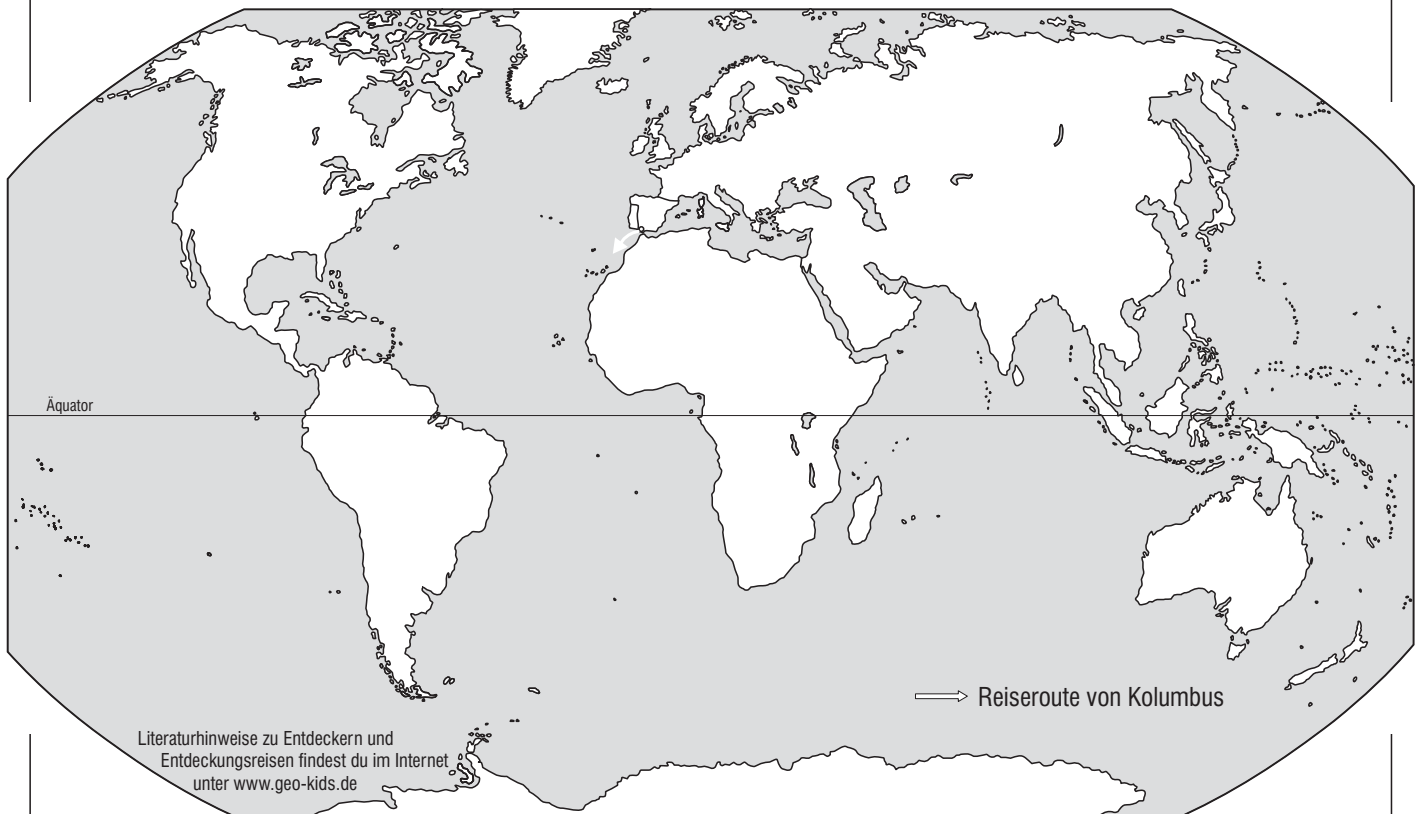 Äquator
Reiseroute von Kolumbus
Literaturhinweise zu Entdeckern und
Entdeckungsreisen findest du im Internet
unter www.geo-kids.de